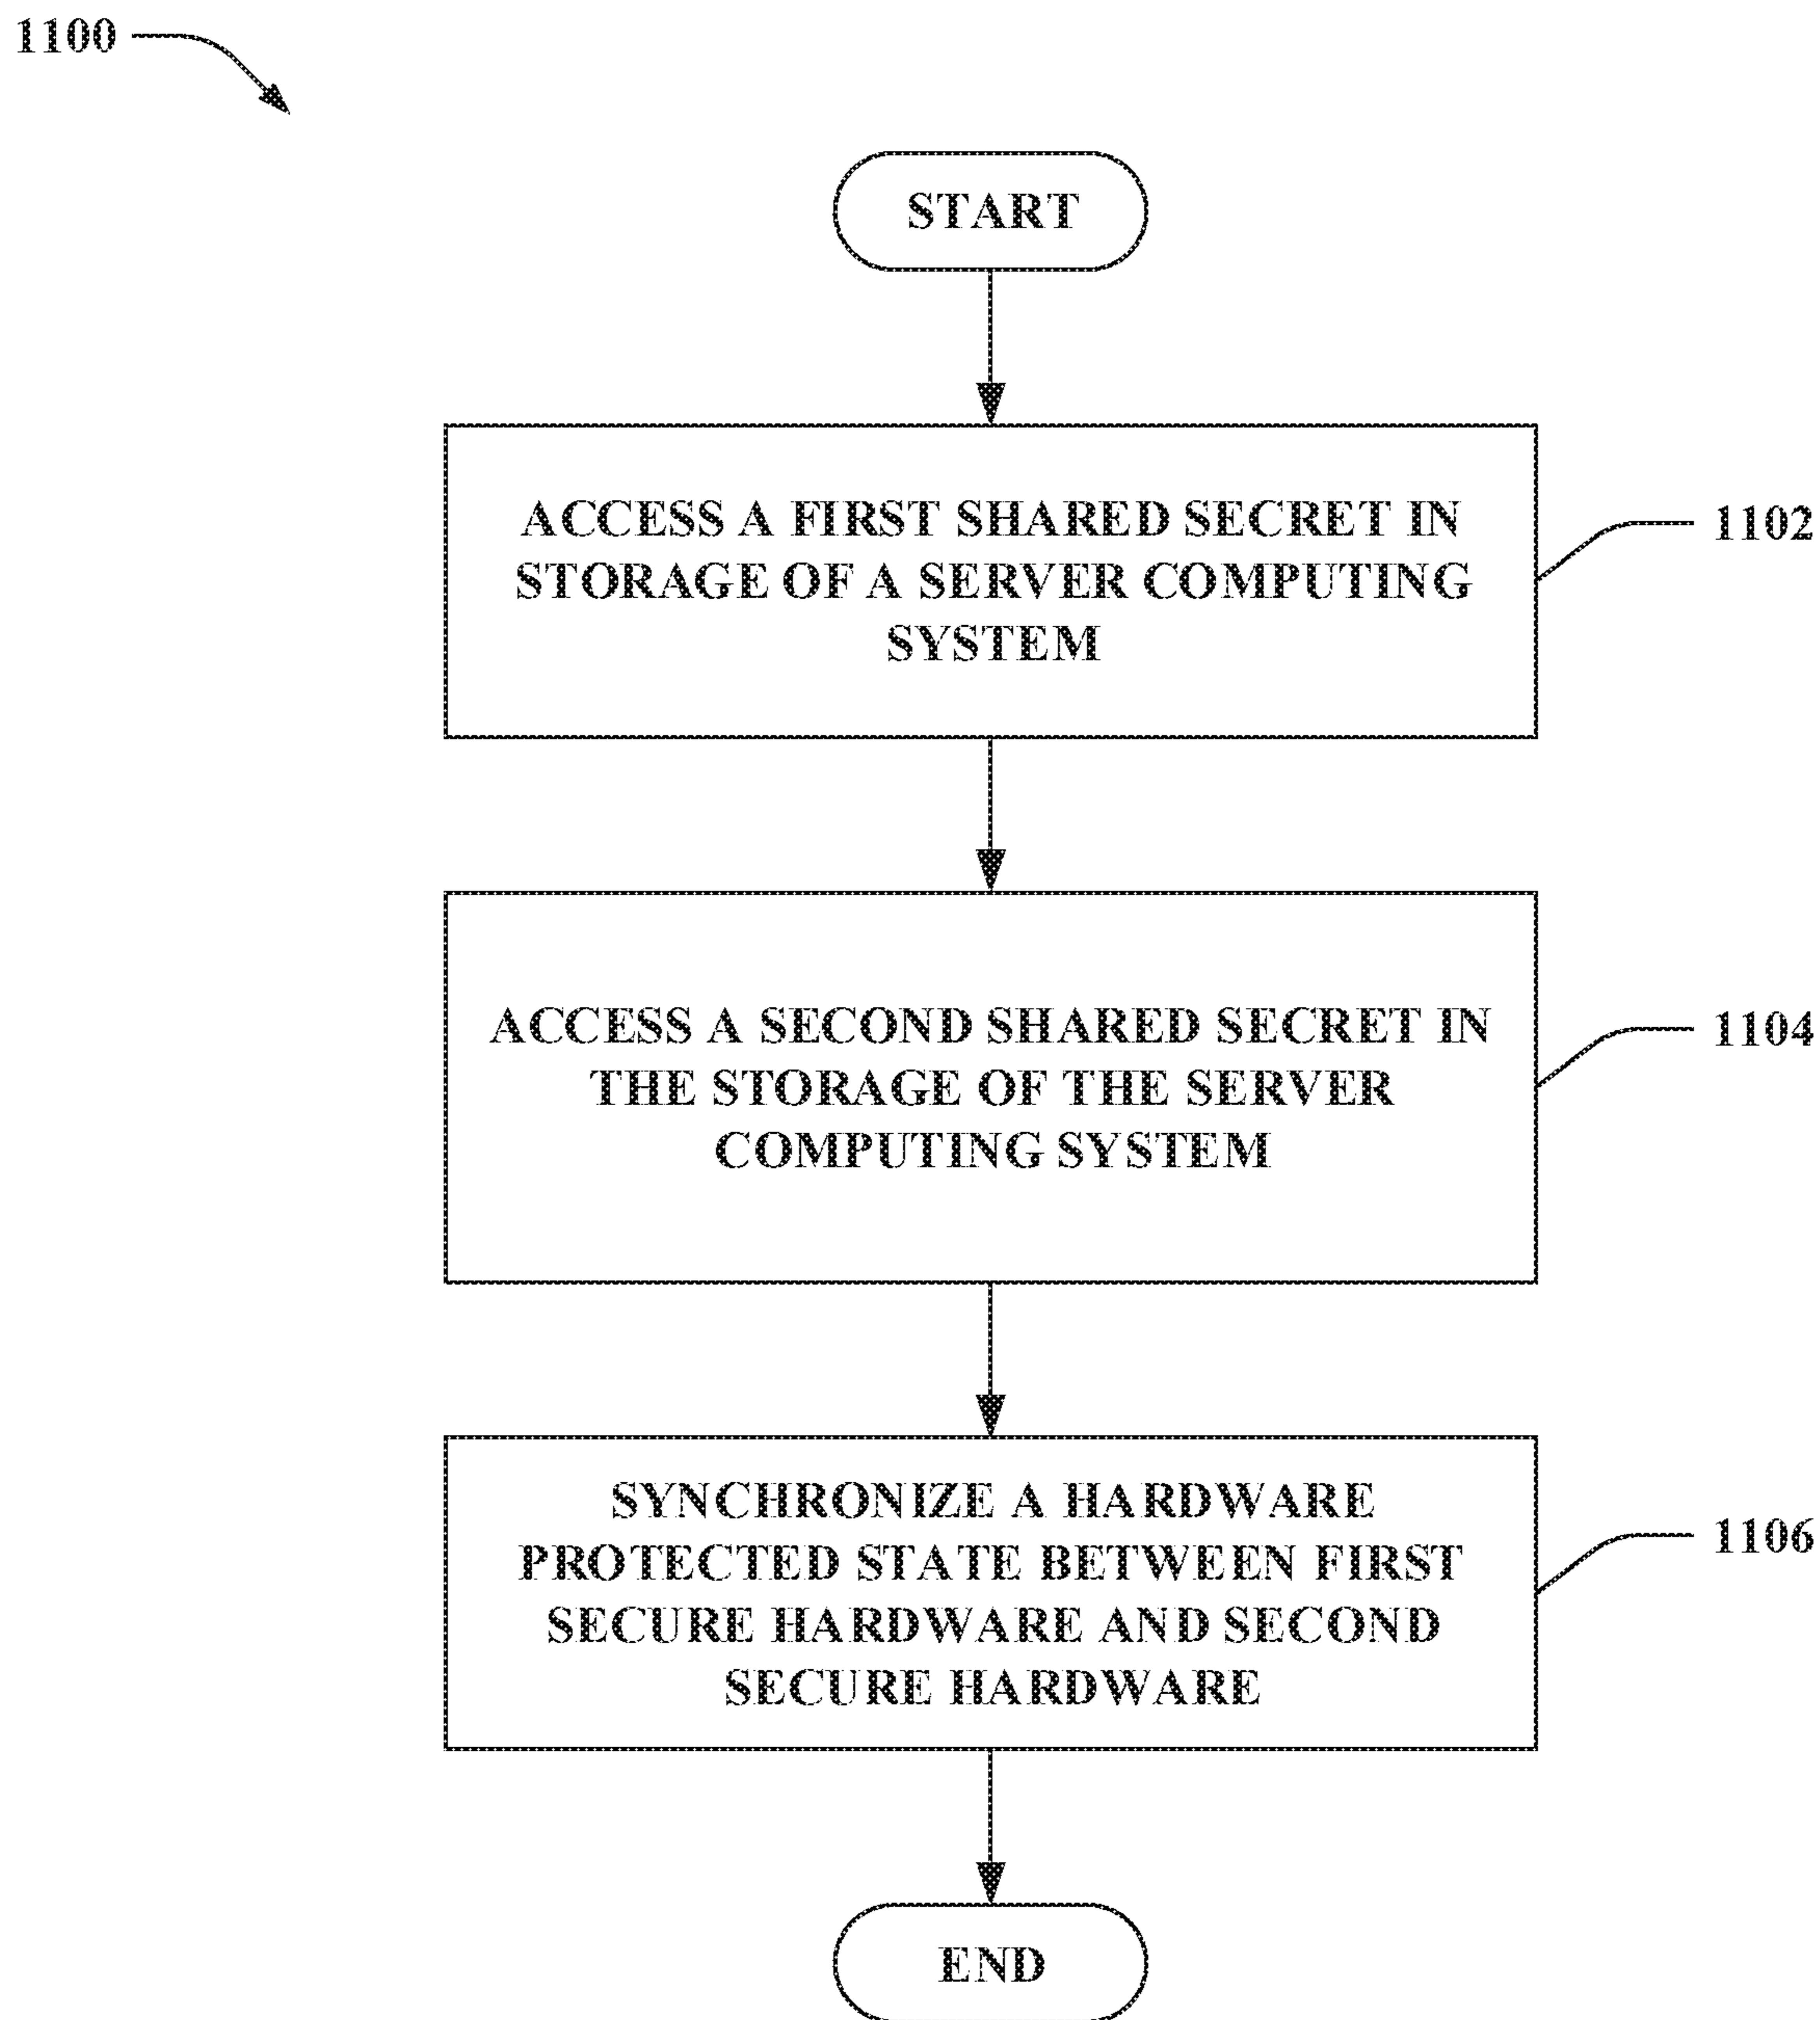 1100
START
ACCESS A FIRST SHARED SECRET IN
STORAGE OF A SERVER COMPUTING
SYSTEM
1102
ACCESS A SECOND SHARED SECRET IN
THE STORAGE OF THE SERVER
COMPUTING SYSTEM
1104
SYNCHRONIZE A HARDWARE
PROTECTED STATE BETWEEN FIRST
SECURE HARDWARE AND SECOND
SECURE HARDWARE
1106
END